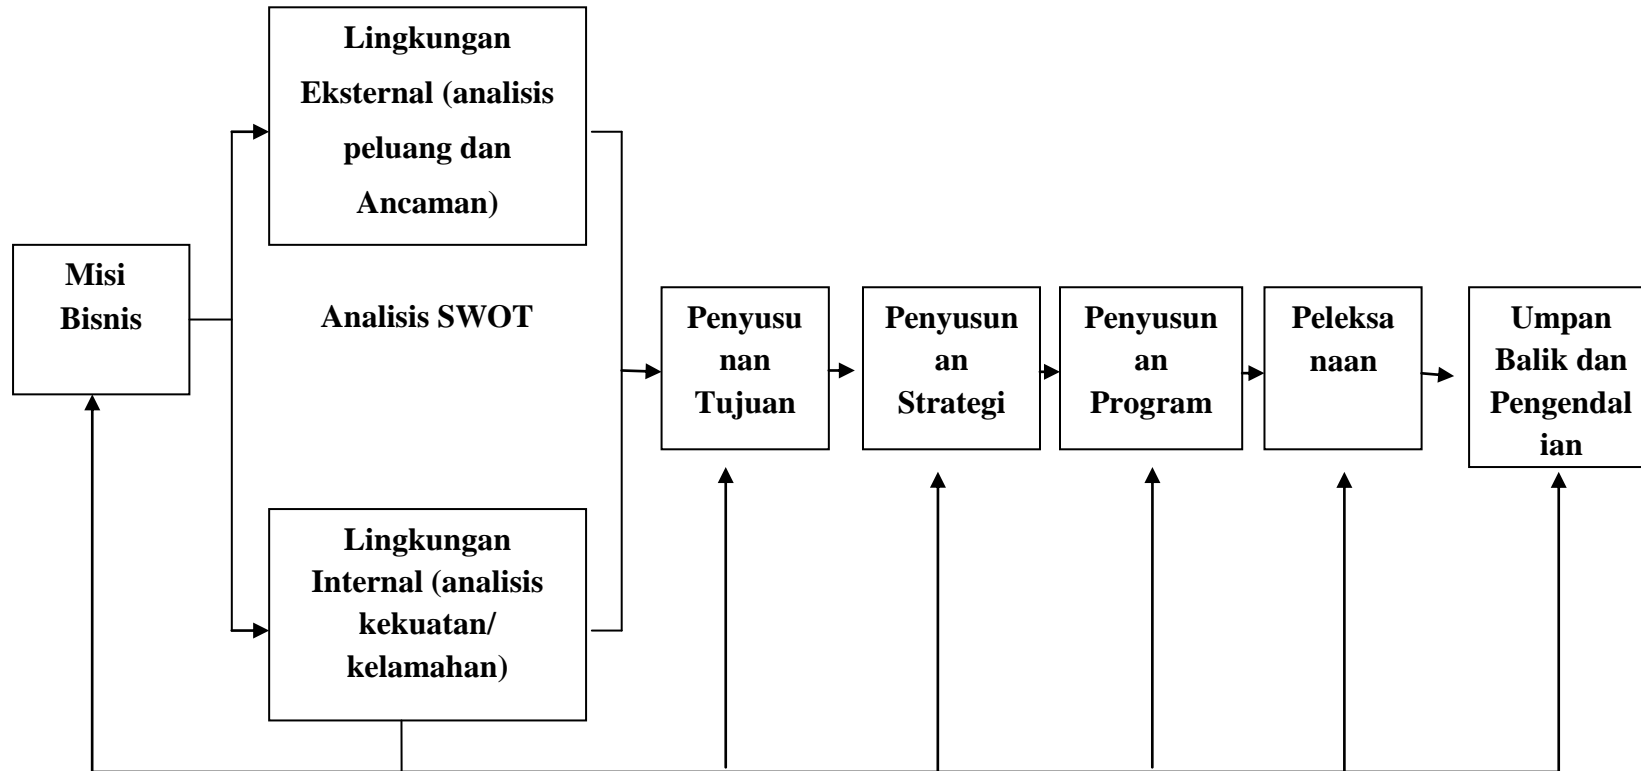 Lingkungan
Eksternal (analisis
peluang dan
Ancaman)
Misi
Bisnis
Analisis SWOT
Penyusu
nan
Tujuan
Penyusun
an
Strategi
Penyusun
an
Program
Peleksa
naan
Umpan
Balik dan
Pengendal
ian
Lingkungan
Internal (analisis
kekuatan/
kelamahan)